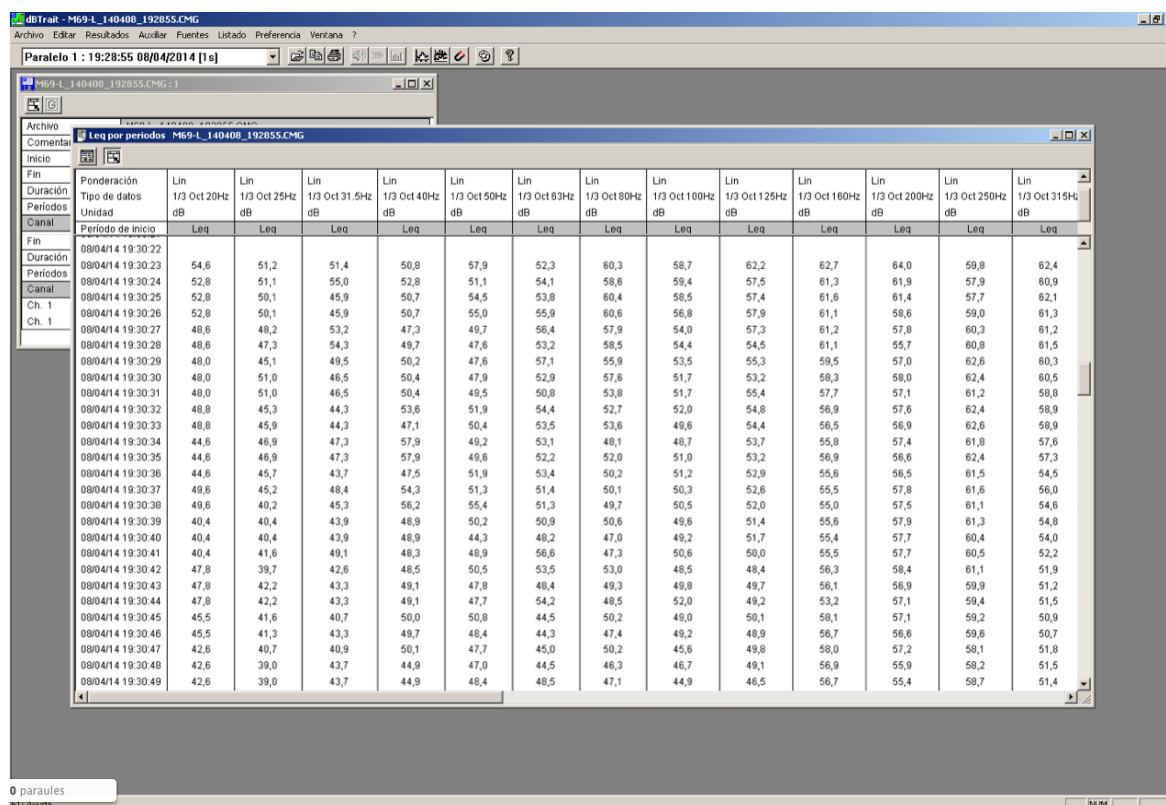 dBTrait - M69-L_140408_192855.CMG
Archivo Editar Resultados Auxiliar Fuentes Listado Preferencia Ventana ?
Paralelo 1 : 19:28:55 08/04/2014 [1s]
M69-L_140408_192855.CMG : 1
Archivo
Leq por periodos M69-L_140408_192855.CMG
Inicio
Fin
Duración
Períodos
Canal
Fin
Duración
Períodos
Canal
Ch. 1
Ch. 1
Ponderación Lin Lin Lin Lin Lin Lin Lin Lin Lin Lin Lin Lin Lin
Tipo de datos 1/3 Oct 20Hz 1/3 Oct 25Hz 1/3 Oct 31.5Hz 1/3 Oct 40Hz 1/3 Oct 50Hz 1/3 Oct 63Hz 1/3 Oct 80Hz 1/3 Oct 100Hz 1/3 Oct 125Hz 1/3 Oct 160Hz 1/3 Oct 200Hz 1/3 Oct 250Hz 1/3 Oct 315Hz
Unidad dB dB dB dB dB dB dB dB dB dB dB dB dB
Período de inicio Leq Leq Leq Leq Leq Leq Leq Leq Leq Leq Leq Leq Leq
08/04/14 19:30:22
08/04/14 19:30:23 54,6 51,2 51,4 50,8 57,9 52,3 60,3 58,7 62,2 62,7 64,0 59,8 62,4
08/04/14 19:30:24 52,8 51,1 55,0 52,8 51,1 54,1 58,6 59,4 57,5 61,3 61,9 57,9 60,9
08/04/14 19:30:25 52,8 50,1 45,9 50,7 54,5 53,8 60,4 58,5 57,4 61,6 61,4 57,7 62,1
08/04/14 19:30:26 52,8 50,1 45,9 50,7 55,0 55,9 60,6 56,8 57,9 61,1 58,6 59,0 61,3
08/04/14 19:30:27 48,6 48,2 53,2 47,3 49,7 56,4 57,9 54,0 57,3 61,2 57,8 60,3 61,2
08/04/14 19:30:28 48,6 47,3 54,3 49,7 47,6 53,2 58,5 54,4 54,5 61,1 55,7 60,8 61,5
08/04/14 19:30:29 48,0 45,1 49,5 50,2 47,6 57,1 55,9 53,5 55,3 59,5 57,0 62,6 60,3
08/04/14 19:30:30 48,0 51,0 46,5 50,4 47,9 52,9 57,6 51,7 53,2 58,3 58,0 62,4 60,5
08/04/14 19:30:31 48,0 51,0 46,5 50,4 49,5 50,8 53,8 51,7 55,4 57,7 57,1 61,2 58,8
08/04/14 19:30:32 48,8 45,3 44,3 53,6 51,9 54,4 52,7 52,0 54,8 56,9 57,6 62,4 58,9
08/04/14 19:30:33 48,8 45,9 44,3 47,1 50,4 53,5 53,6 49,6 54,4 56,5 56,9 62,6 58,9
08/04/14 19:30:34 44,6 46,9 47,3 57,9 49,2 53,1 48,1 48,7 53,7 55,8 57,4 61,8 57,6
08/04/14 19:30:35 44,6 46,9 47,3 57,9 49,6 52,2 52,0 51,0 53,2 56,9 56,6 62,4 57,3
08/04/14 19:30:36 44,6 45,7 43,7 47,5 51,9 53,4 50,2 51,2 52,9 55,6 56,5 61,5 54,5
08/04/14 19:30:37 49,6 45,2 48,4 54,3 51,3 51,4 50,1 50,3 52,6 55,5 57,8 61,6 56,0
08/04/14 19:30:38 49,6 40,2 45,3 56,2 55,4 51,3 49,7 50,5 52,0 55,0 57,5 61,1 54,6
08/04/14 19:30:39 40,4 40,4 43,9 48,9 50,2 50,9 50,6 49,6 51,4 55,6 57,9 61,3 54,8
08/04/14 19:30:40 40,4 40,4 43,9 48,9 44,3 48,2 47,0 49,2 51,7 55,4 57,7 60,4 54,0
08/04/14 19:30:41 40,4 41,6 49,1 48,3 48,9 56,6 47,3 50,6 50,0 55,5 57,7 60,5 52,2
08/04/14 19:30:42 47,8 39,7 42,6 48,5 50,5 53,5 53,0 48,5 48,4 56,3 58,4 61,1 51,9
08/04/14 19:30:43 47,8 42,2 43,3 49,1 47,8 48,4 49,3 49,8 49,7 56,1 56,9 59,9 51,2
08/04/14 19:30:44 47,8 42,2 43,3 49,1 47,7 54,2 48,5 52,0 49,2 53,2 57,1 59,4 51,5
08/04/14 19:30:45 45,5 41,6 40,7 50,0 50,8 44,5 50,2 49,0 50,1 58,1 57,1 59,2 50,9
08/04/14 19:30:46 45,5 41,3 43,3 49,7 48,4 44,3 47,4 49,2 48,9 56,7 56,6 59,6 50,7
08/04/14 19:30:47 42,6 40,7 40,9 50,1 47,7 45,0 50,2 45,6 49,8 58,0 57,2 58,1 51,8
08/04/14 19:30:48 42,6 39,0 43,7 44,9 47,0 44,5 46,3 46,7 49,1 56,9 55,9 58,2 51,5
08/04/14 19:30:49 42,6 39,0 43,7 44,9 48,4 48,5 47,1 44,9 46,5 56,7 55,4 58,7 51,4
0 paraules
NUM